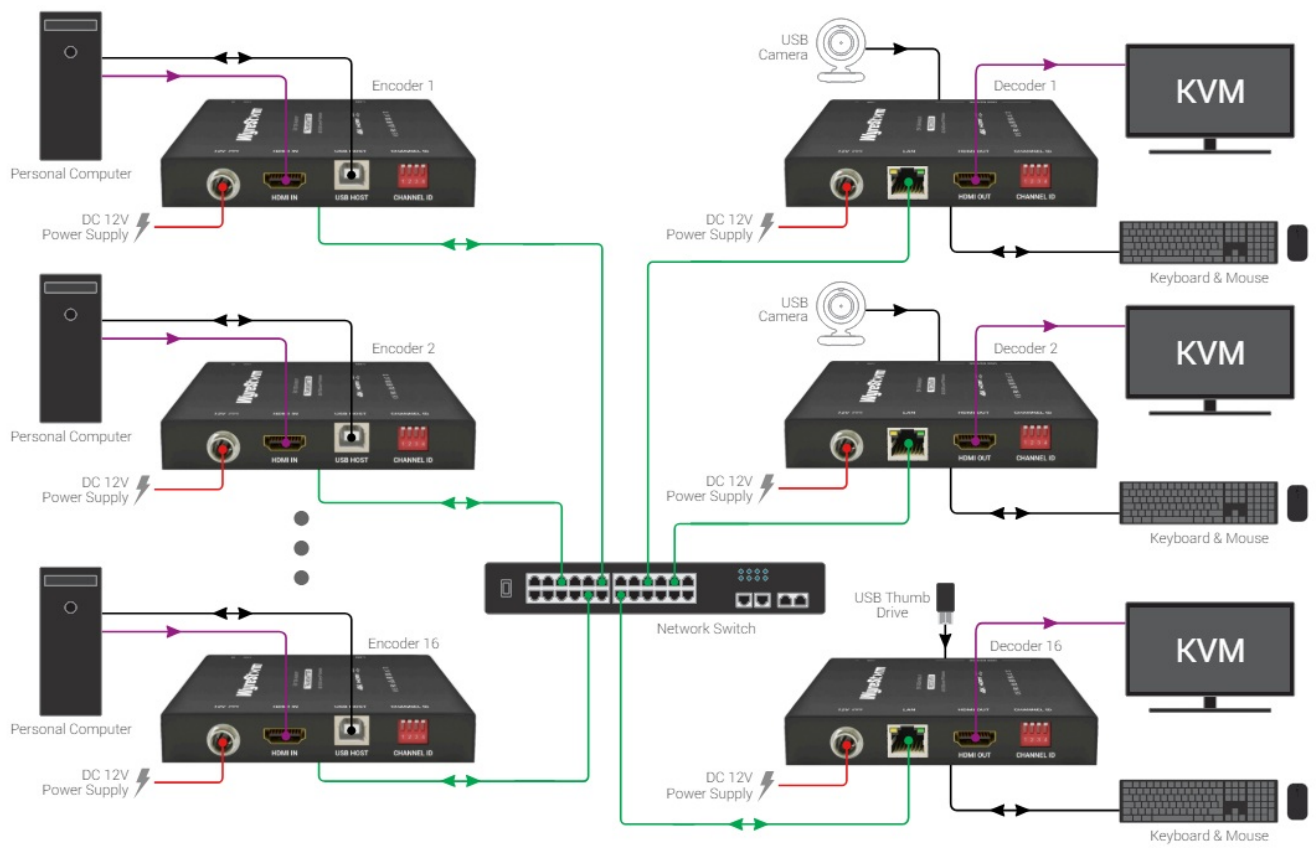 Encoder 1
Personal Computer
DC 12V
Power Supply
HDMI IN
USB HOST
CHANNEL ID
Encoder 2
Personal Computer
DC 12V
Power Supply
HDMI IN
USB HOST
CHANNEL ID
Encoder 16
Personal Computer
DC 12V
Power Supply
HDMI IN
USB HOST
CHANNEL ID
Network Switch
USB
Camera
Decoder 1
KVM
LAN
HDMI OUT
CHANNEL ID
DC 12V
Power Supply
Keyboard & Mouse
USB
Camera
Decoder 2
KVM
LAN
HDMI OUT
CHANNEL ID
DC 12V
Power Supply
Keyboard & Mouse
USB Thumb
Drive
Decoder 16
KVM
LAN
HDMI OUT
CHANNEL ID
DC 12V
Power Supply
Keyboard & Mouse